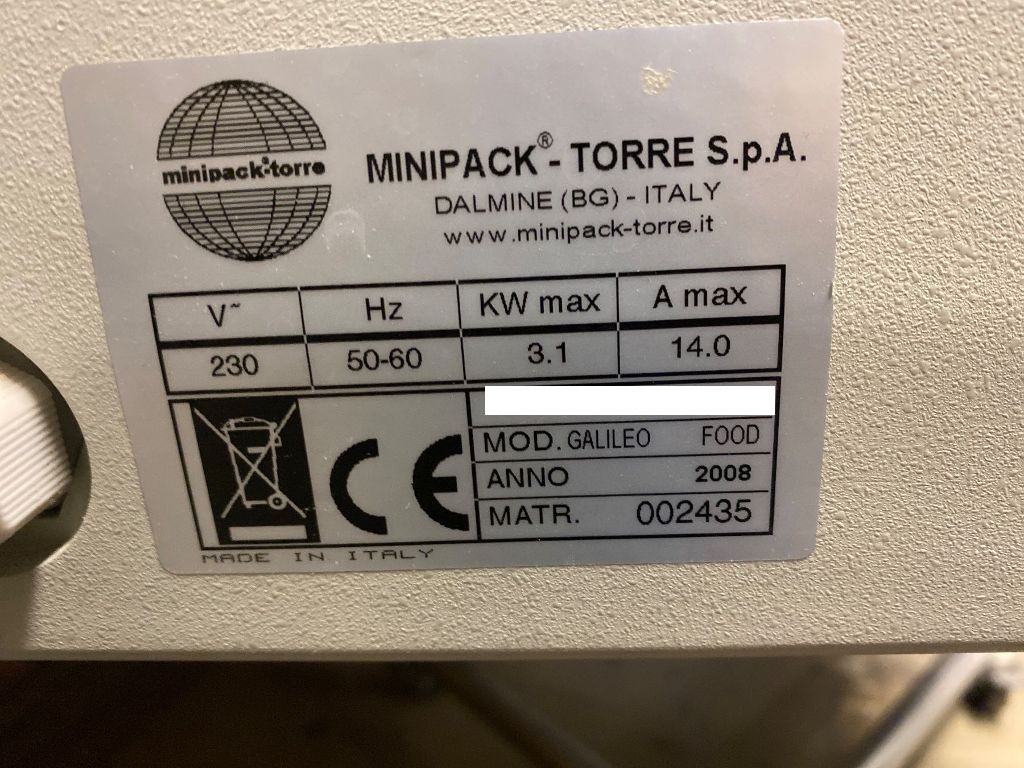 minipack®-torre
MINIPACK® - TORRE S.p.A.
DALMINE (BG) - ITALY
www.minipack-torre.it
V~ Hz KW max A max
230 50-60 3.1 14.0
MOD. GALILEO FOOD
ANNO 2008
MATR. 002435
CE
MADE IN ITALY